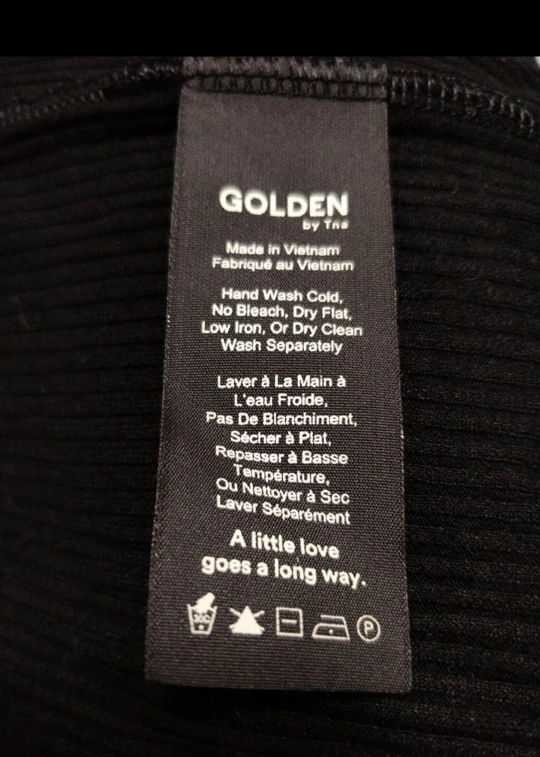 GOLDEN
by Tna
Made in Vietnam
Fabriqué au Vietnam
Hand Wash Cold,
No Bleach, Dry Flat,
Low Iron, Or Dry Clean
Wash Separately
Laver à La Main à
L'eau Froide,
Pas De Blanchiment,
Sécher à Plat,
Repasser à Basse
Température,
Ou Nettoyer à Sec
Laver Séparément
A little love
goes a long way.
P